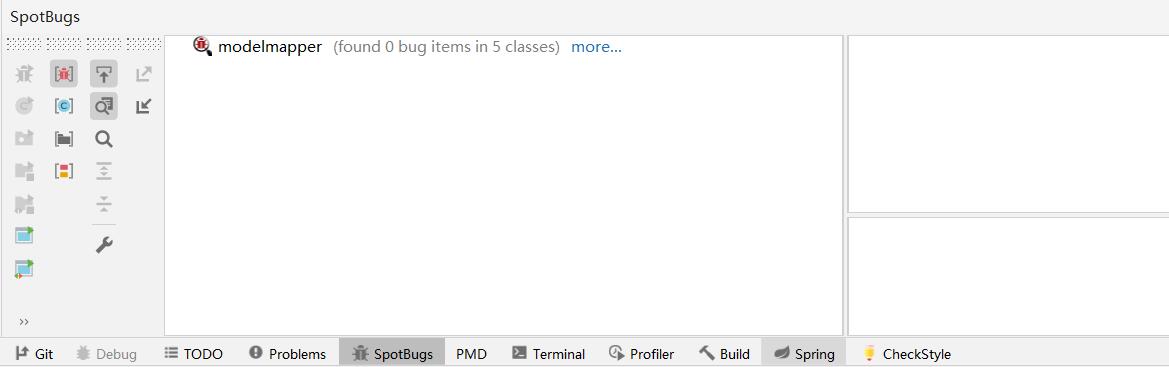 SpotBugs
modelmapper (found 0 bug items in 5 classes) more...
Git Debug TODO Problems SpotBugs PMD Terminal Profiler Build Spring CheckStyle